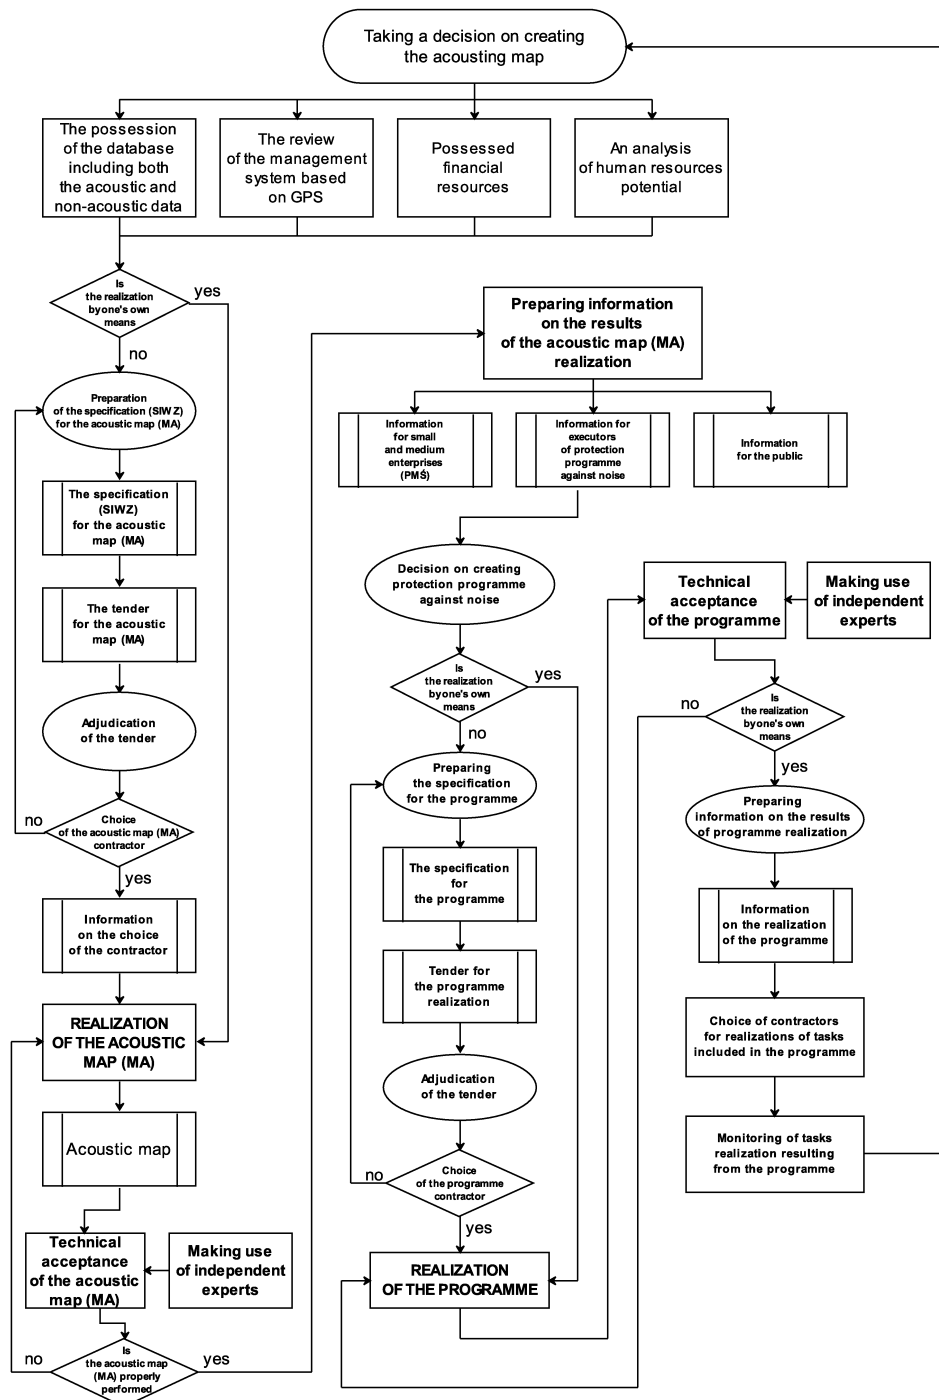 Taking a decision on creating
the acousting map
The possession
of the database
including both
the acoustic and
non-acoustic data
The review
of the management
system based
on GPS
Possessed
financial
resources
An analysis
of human resources
potential
Is
the realization
byone's own
means
yes
no
Preparation
of the specification (SIWZ)
for the acoustic map (MA)
The specification
(SIWZ)
for the acoustic
map (MA)
The tender
for the acoustic
map (MA)
Adjudication
of the tender
Choice
of the acoustic map (MA)
contractor
no
yes
Information
on the choice
of the contractor
REALIZATION
OF THE ACOUSTIC
MAP (MA)
Acoustic map
Technical
acceptance
of the acoustic
map (MA)
Making use
of independent
experts
Is
the acoustic map
(MA) properly
performed
no
yes
Preparing information
on the results
of the acoustic map (MA)
realization
Information
for small
and medium
enterprises
(PMŚ)
Information for
executors
of protection
programme
against noise
Information
for the public
Decision on creating
protection programme
against noise
Is
the realization
byone's own
means
yes
no
Preparing
the specification
for the programme
The specification
for
the programme
Tender for
the programme
realization
Adjudication
of the tender
Choice
of the programme
contractor
no
yes
REALIZATION
OF THE PROGRAMME
Technical
acceptance
of the programme
Making use
of independent
experts
Is
the realization
byone's own
means
no
yes
Preparing
information on the results
of programme realization
Information
on the realization
of the programme
Choice of contractors
for realizations of tasks
included in the programme
Monitoring of tasks
realization resulting
from the programme